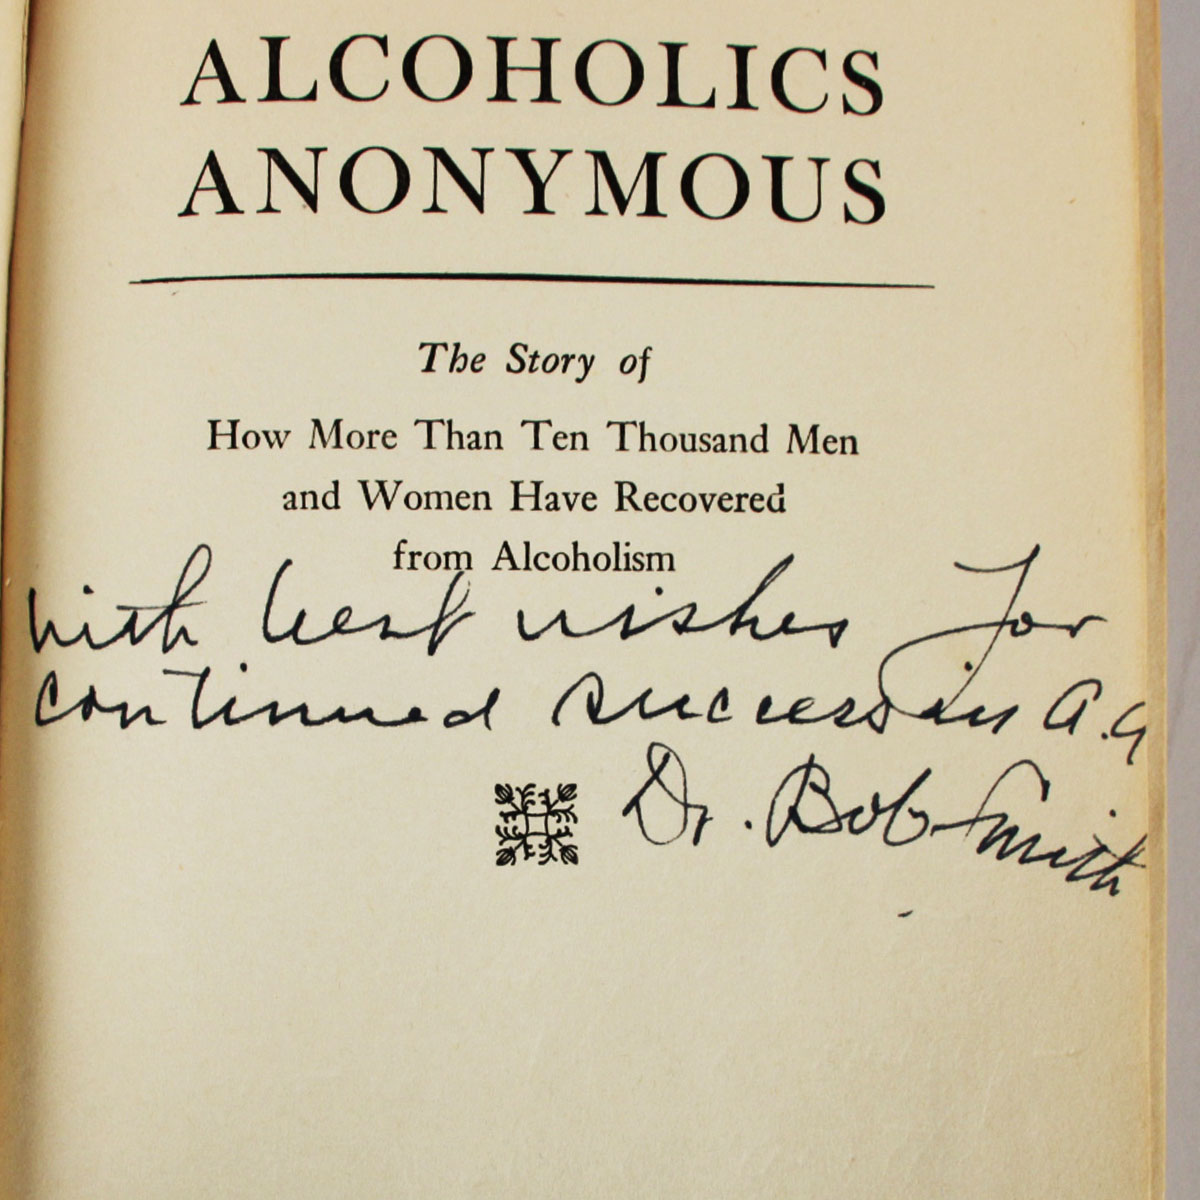 ALCOHOLICS
ANONYMOUS
The Story of
How More Than Ten Thousand Men
and Women Have Recovered
from Alcoholism
with best wishes for
continued success in A.A
Dr. Bob Smith